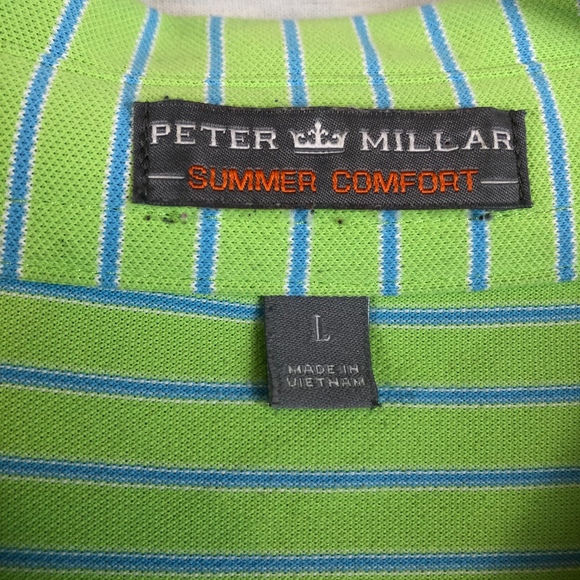 PETER MILLAR
SUMMER COMFORT
L
MADE IN
VIETNAM